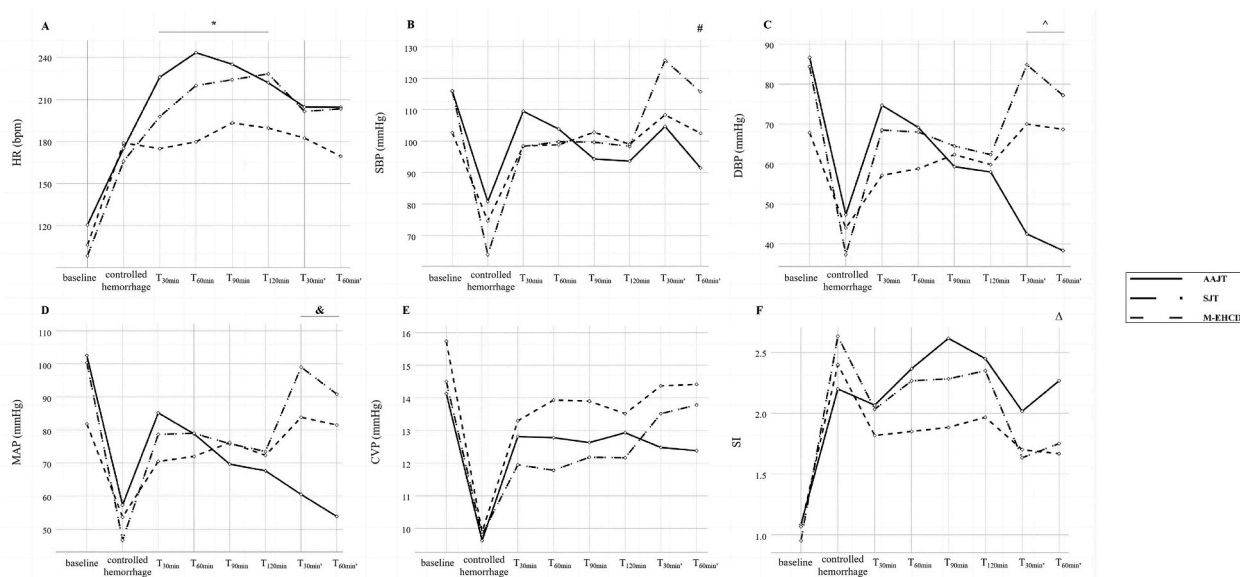 A
*
HR (bpm)
240
210
180
150
120
baseline
controlled
hemorrhage
T30min
T60min
T90min
T120min
T30min'
T60min'
B
#
SBP (mmHg)
130
120
110
100
90
80
70
baseline
controlled
hemorrhage
T30min
T60min
T90min
T120min
T30min'
T60min'
C
^
DBP (mmHg)
90
80
70
60
50
40
baseline
controlled
hemorrhage
T30min
T60min
T90min
T120min
T30min'
T60min'
AAJT
SJT
M-EHCD
D
&
MAP (mmHg)
110
100
90
80
70
60
50
baseline
controlled
hemorrhage
T30min
T60min
T90min
T120min
T30min'
T60min'
E
CVP (mmHg)
16
15
14
13
12
11
10
baseline
controlled
hemorrhage
T30min
T60min
T90min
T120min
T30min'
T60min'
F
Δ
SI
2.5
2.0
1.5
1.0
baseline
controlled
hemorrhage
T30min
T60min
T90min
T120min
T30min'
T60min'